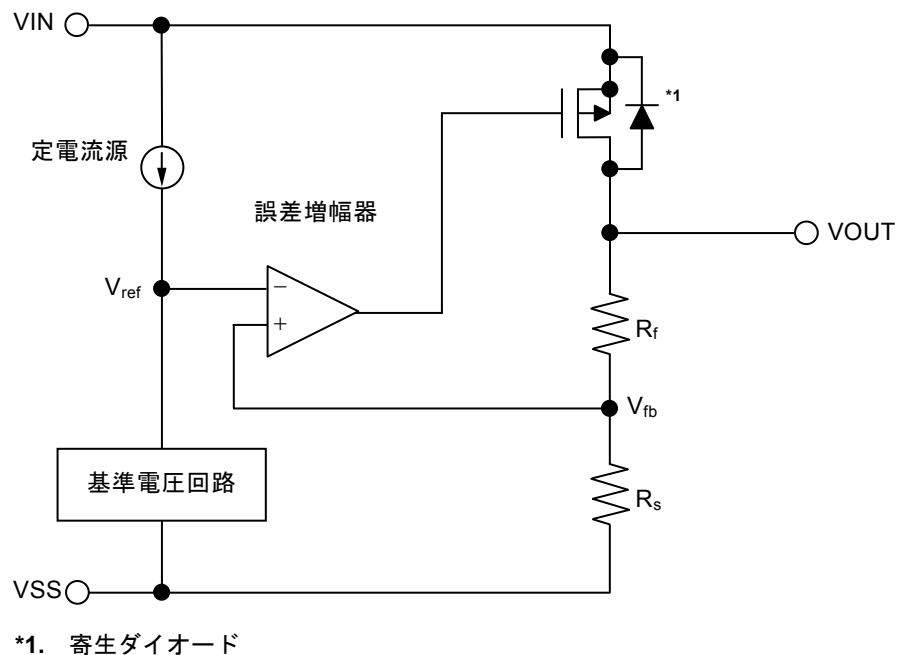 VIN
*1
定電流源
誤差増幅器
VOUT
Vref
−
+
Rf
Vfb
基準電圧回路
Rs
VSS
*1. 寄生ダイオード